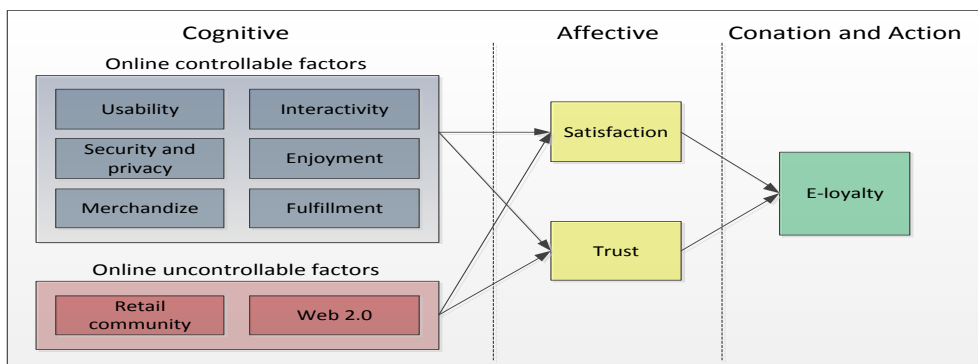 Cognitive
Affective
Conation and Action
Online controllable factors
Usability
Interactivity
Security and
privacy
Enjoyment
Merchandize
Fulfillment
Satisfaction
Trust
E-loyalty
Online uncontrollable factors
Retail
community
Web 2.0